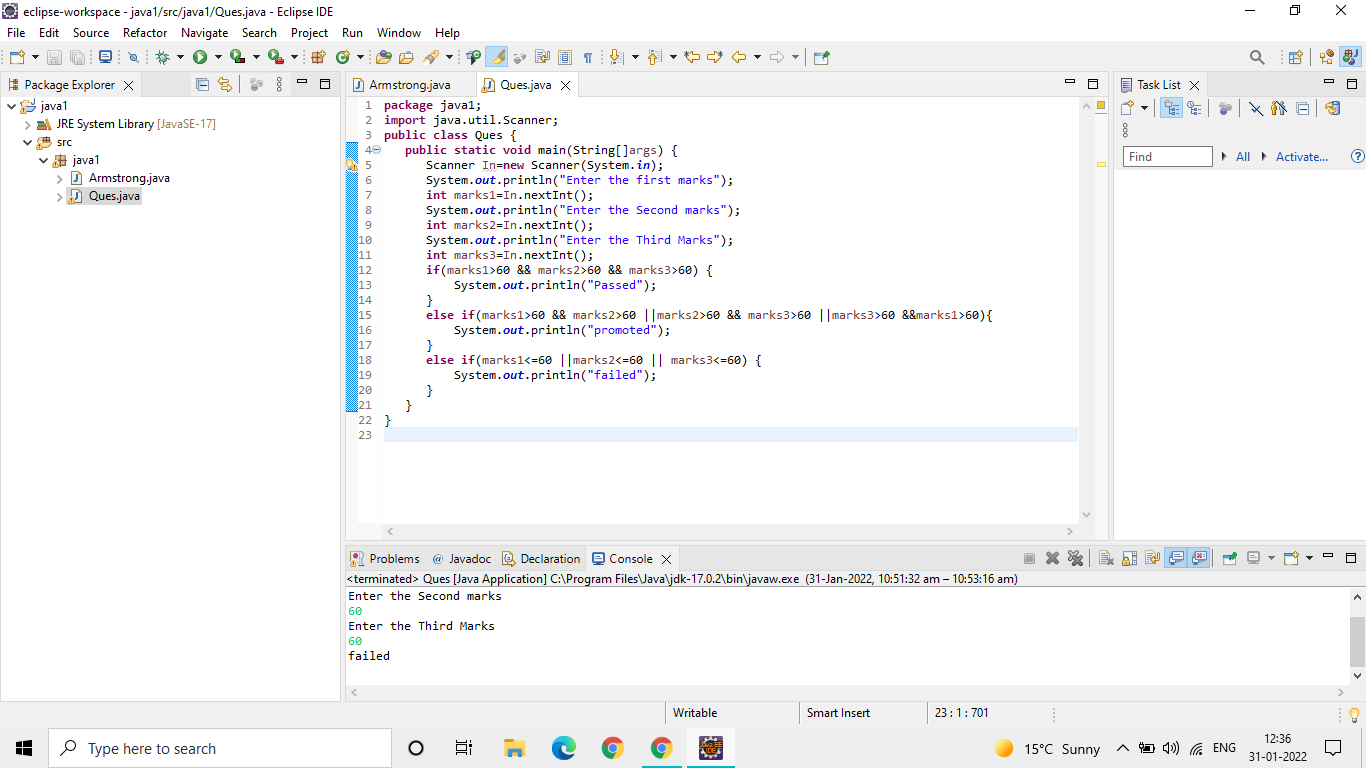 eclipse-workspace - java1/src/java1/Ques.java - Eclipse IDE
File Edit Source Refactor Navigate Search Project Run Window Help
Package Explorer
java1
JRE System Library [JavaSE-17]
src
java1
Armstrong.java
Ques.java
Armstrong.java Ques.java
1 package java1;
2 import java.util.Scanner;
3 public class Ques {
4 public static void main(String[]args) {
5 Scanner In=new Scanner(System.in);
6 System.out.println("Enter the first marks");
7 int marks1=In.nextInt();
8 System.out.println("Enter the Second marks");
9 int marks2=In.nextInt();
10 System.out.println("Enter the Third Marks");
11 int marks3=In.nextInt();
12 if(marks1>60 && marks2>60 && marks3>60) {
13 System.out.println("Passed");
14 }
15 else if(marks1>60 && marks2>60 ||marks2>60 && marks3>60 ||marks3>60 &&marks1>60){
16 System.out.println("promoted");
17 }
18 else if(marks1<=60 ||marks2<=60 || marks3<=60) {
19 System.out.println("failed");
20 }
21 }
22 }
23
Task List
Find All Activate...
Problems @ Javadoc Declaration Console
<terminated> Ques [Java Application] C:\Program Files\Java\jdk-17.0.2\bin\javaw.exe (31-Jan-2022, 10:51:32 am – 10:53:16 am)
Enter the Second marks
60
Enter the Third Marks
60
failed
Writable Smart Insert 23 : 1 : 701
Type here to search
JAVA EE
IDE
15°C Sunny
ENG
12:36
31-01-2022